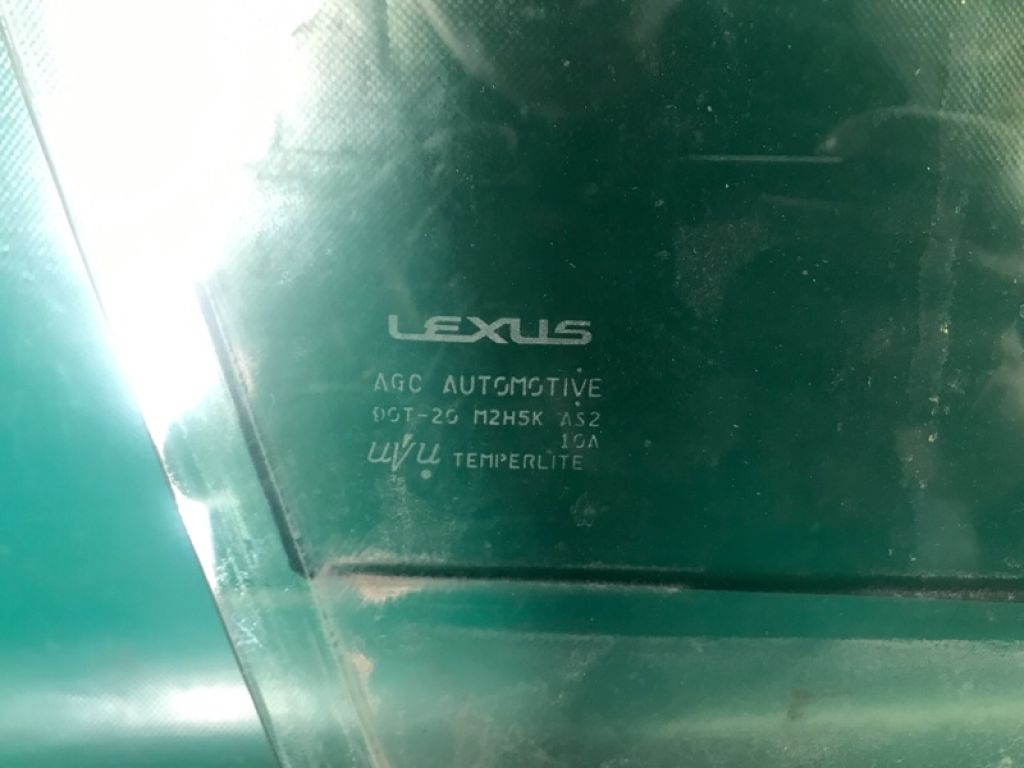 LEXUS
AGC AUTOMOTIVE
DOT-20 M2H5K AS2
10A
TEMPERLITE